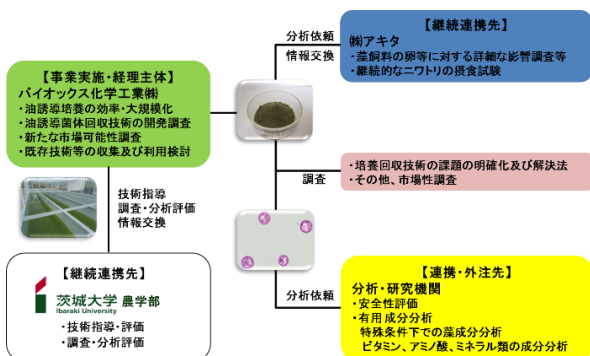 【事業実施・経理主体】
バイオックス化学工業㈱
・油誘導培養の効率・大規模化
・油誘導菌体回収技術の開発調査
・新たな市場可能性調査
・既存技術等の収集及び利用検討
分析依頼
情報交換
【継続連携先】
㈱アキタ
・藻飼料の卵等に対する詳細な影響調査等
・継続的なニワトリの摂食試験
調査
・培養回収技術の課題の明確化及び解決法
・その他、市場性調査
技術指導
調査・分析評価
情報交換
【継続連携先】
茨城大学 農学部
Ibaraki University
・技術指導・評価
・調査・分析評価
分析依頼
【連携・外注先】
分析・研究機関
・安全性評価
・有用成分分析
特殊条件下での藻成分分析
ビタミン、アミノ酸、ミネラル類の成分分析